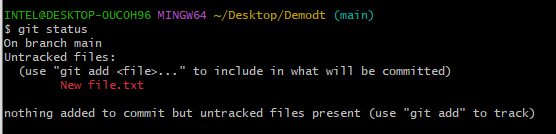 INTEL@DESKTOP-OUCOH96 MINGW64 ~/Desktop/Demodt (main)
$ git status
On branch main
Untracked files:
  (use "git add <file>..." to include in what will be committed)
        New file.txt

nothing added to commit but untracked files present (use "git add" to track)